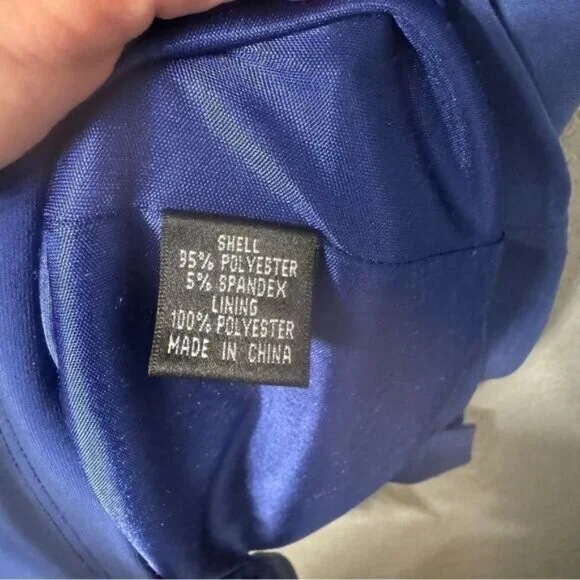 SHELL
95% POLYESTER
5% SPANDEX
LINING
100% POLYESTER
MADE IN CHINA